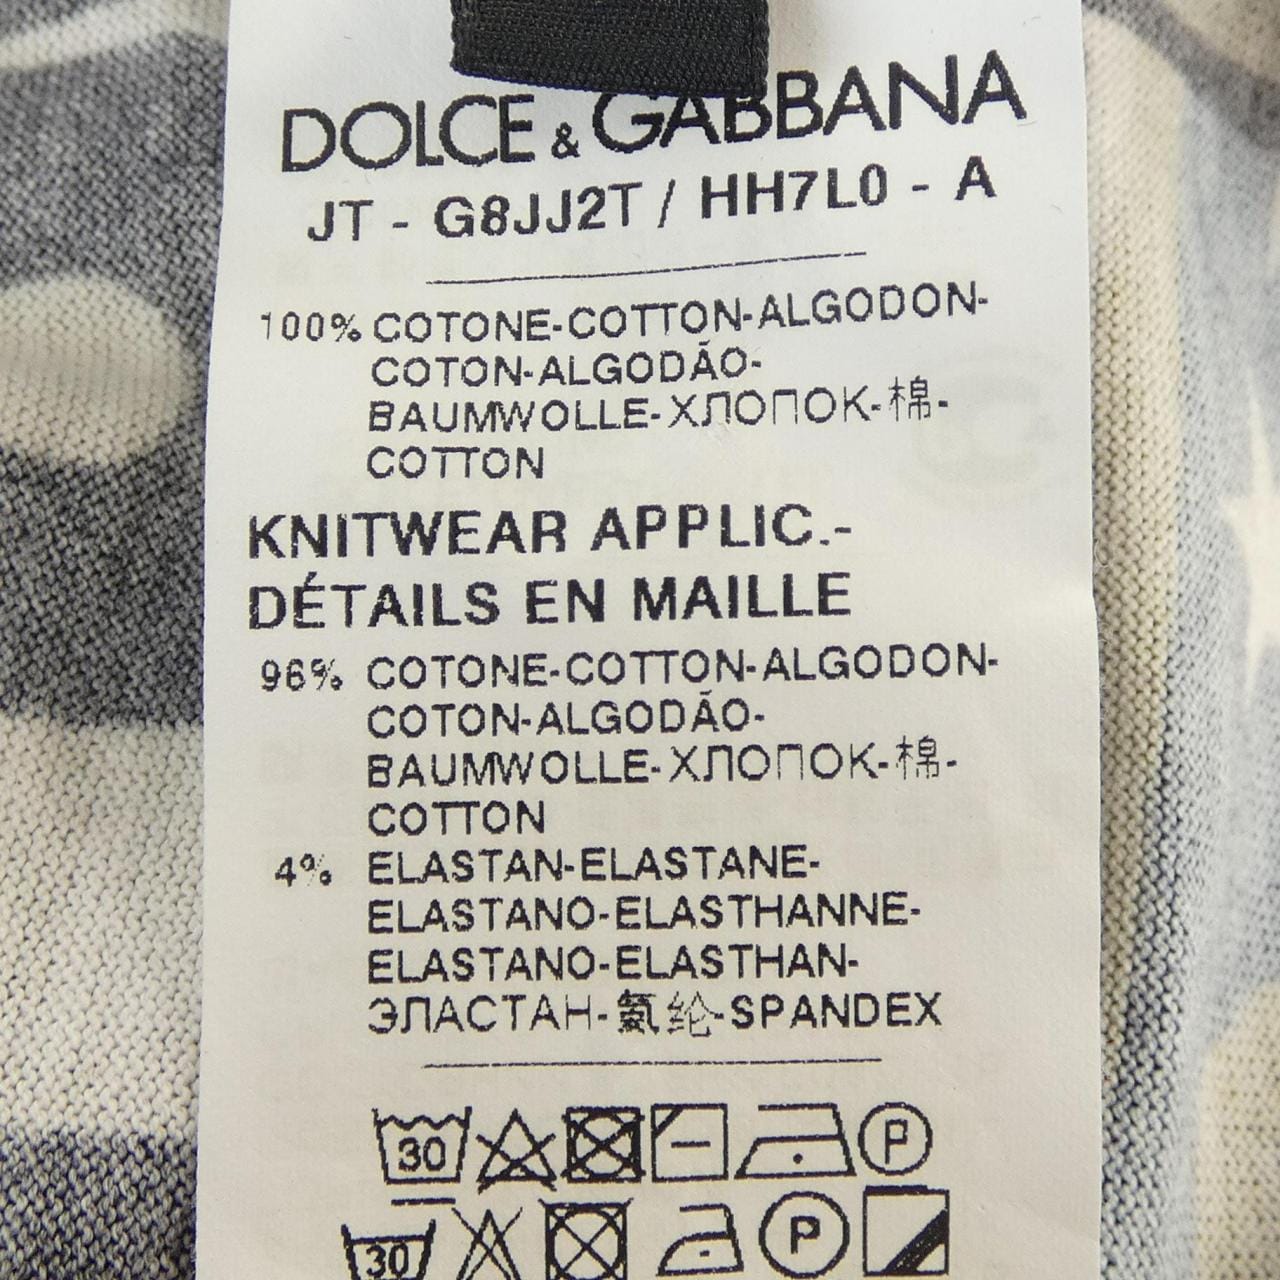 DOLCE & GABBANA
JT - G8JJ2T / HH7L0 - A
100% COTONE-COTTON-ALGODON-
COTON-ALGODÃO-
BAUMWOLLE-ХЛОПОК-棉-
COTTON
KNITWEAR APPLIC.-
DÉTAILS EN MAILLE
96% COTONE-COTTON-ALGODON-
COTON-ALGODÃO-
BAUMWOLLE-ХЛОПОК-棉-
COTTON
4% ELASTAN-ELASTANE-
ELASTANO-ELASTHANNE-
ELASTANO-ELASTHAN-
ЭЛАСТАН-氨纶-SPANDEX
30 P
30 P